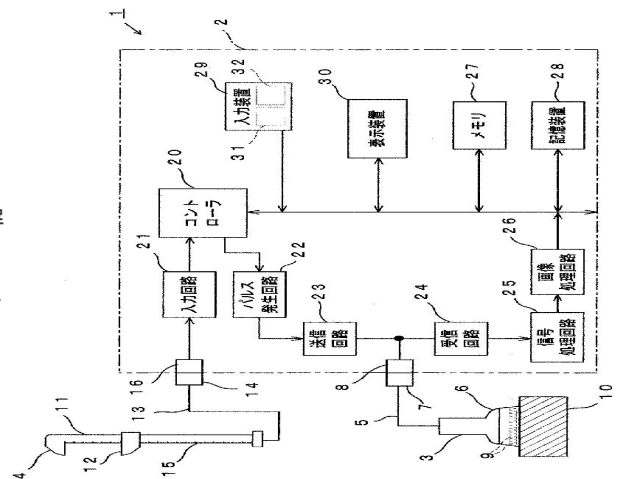 1
2
入力装置
29
31
32
表示装置
30
メモリ
27
記憶装置
28
コント
ローラ
20
入力回路
21
パルス
発生回路
22
送信
回路
23
受信
回路
24
信号
処理回路
25
画像
処理回路
26
16
14
13
8
7
5
4
11
12
15
3
6
9
10